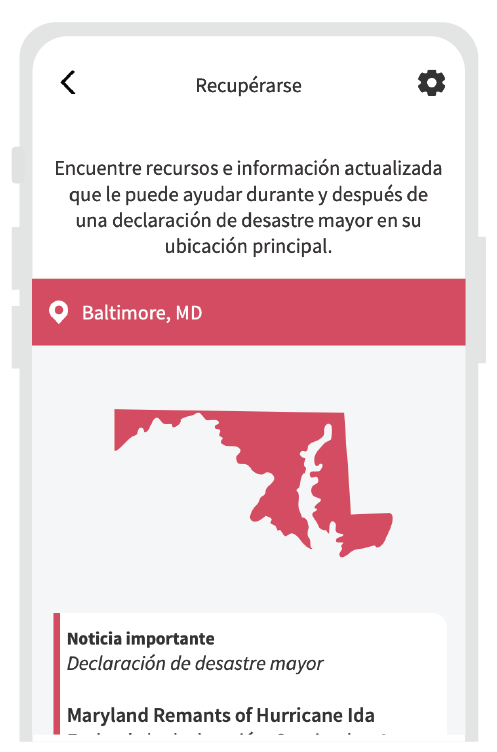 Recupérarse
Encuentre recursos e información actualizada
que le puede ayudar durante y después de
una declaración de desastre mayor en su
ubicación principal.
Baltimore, MD
Noticia importante
Declaración de desastre mayor
Maryland Remants of Hurricane Ida